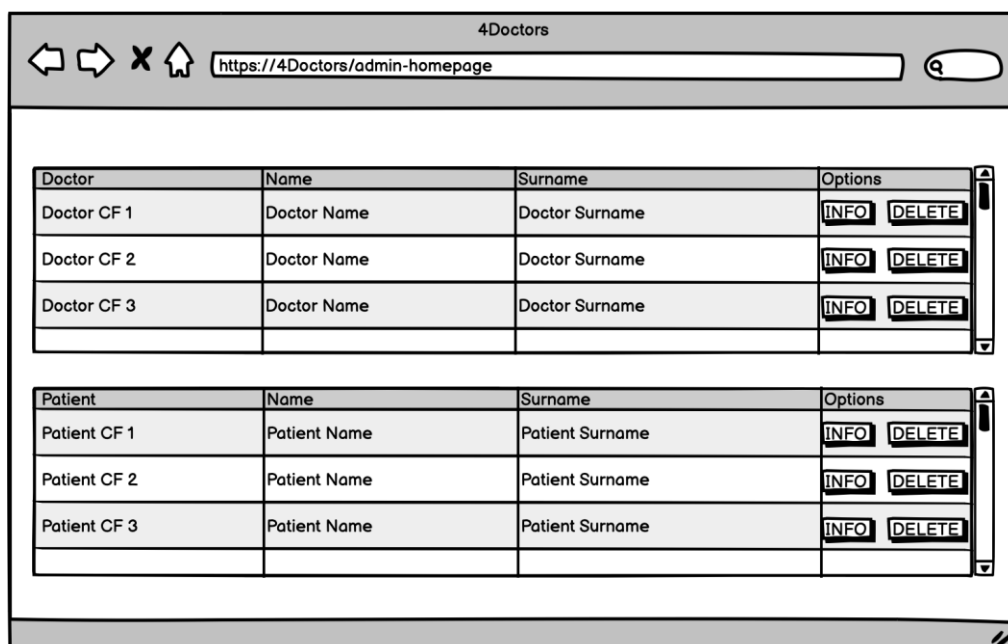 4Doctors
https://4Doctors/admin-homepage
Doctor Name Surname Options
Doctor CF 1 Doctor Name Doctor Surname INFO DELETE
Doctor CF 2 Doctor Name Doctor Surname INFO DELETE
Doctor CF 3 Doctor Name Doctor Surname INFO DELETE
Patient Name Surname Options
Patient CF 1 Patient Name Patient Surname INFO DELETE
Patient CF 2 Patient Name Patient Surname INFO DELETE
Patient CF 3 Patient Name Patient Surname INFO DELETE